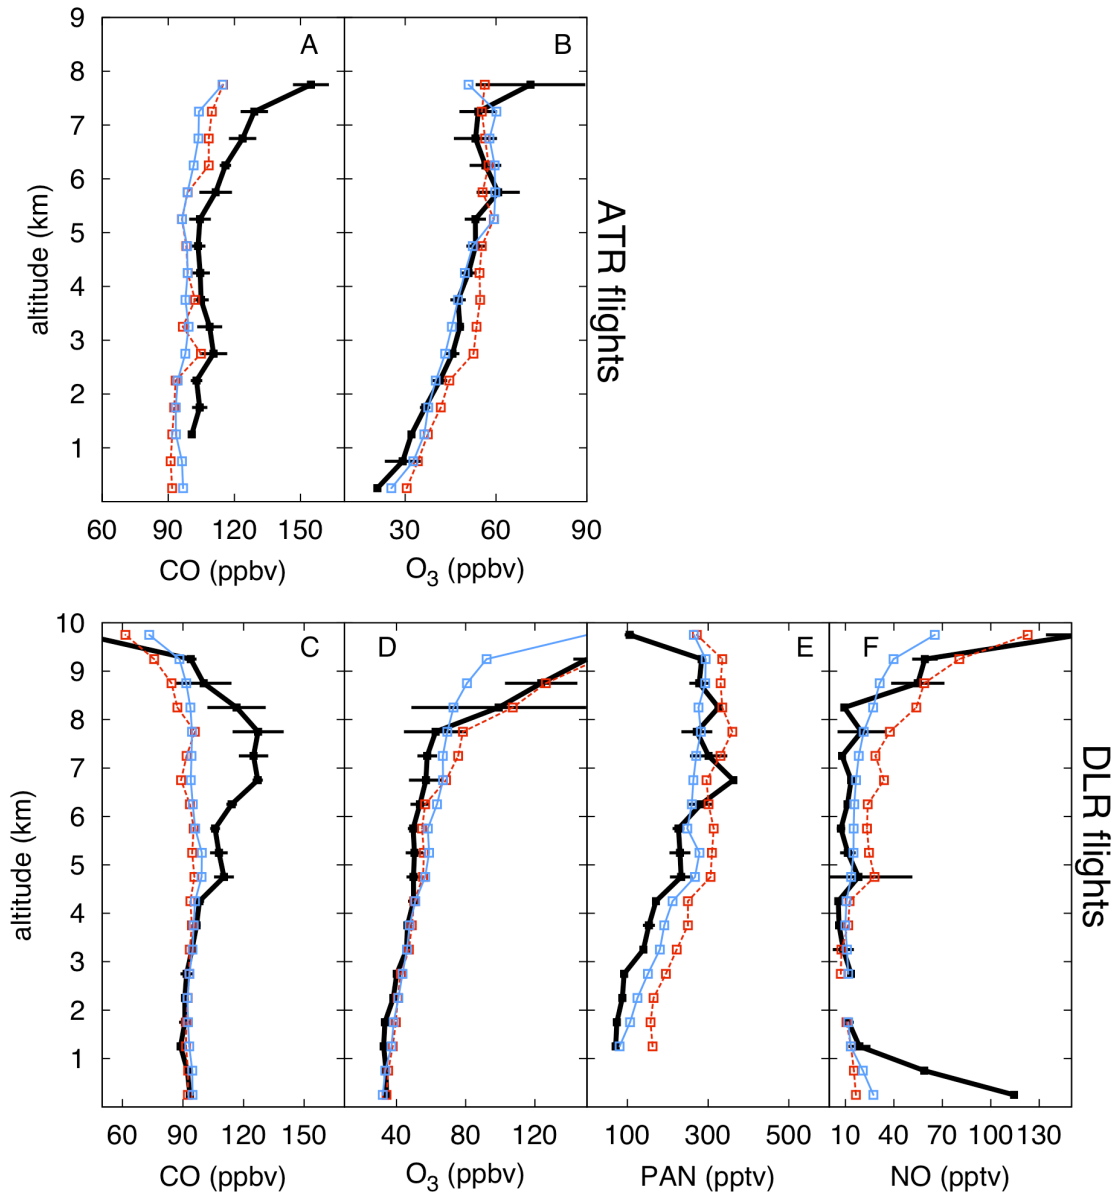 A
B
9
8
7
6
5
4
3
2
1
altitude (km)
60 90 120 150
30 60 90
CO (ppbv)
O3 (ppbv)
ATR flights
C
D
E
F
10
9
8
7
6
5
4
3
2
1
altitude (km)
60 90 120 150
40 80 120
100 300 500
10 40 70 100 130
CO (ppbv)
O3 (ppbv)
PAN (pptv)
NO (pptv)
DLR flights